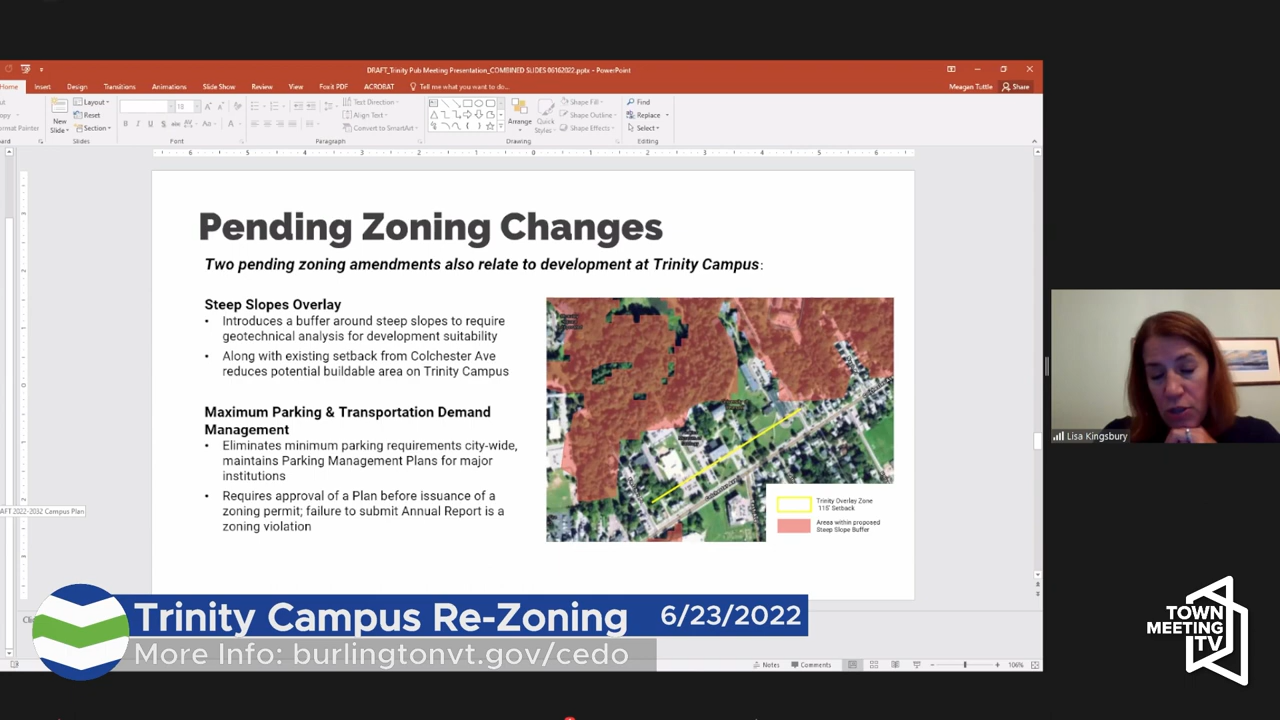 DRAFT_Trinity Pub Meeting Presentation_COMBINED SLIDES 06162022.pptx - PowerPoint
Home Insert Design Transitions Animations Slide Show Review View Foxit PDF ACROBAT Tell me what you want to do...
Meagan Tuttle Share
New
Slide
Layout
Reset
Section
Slides
18
Font
Text Direction
Align Text
Convert to SmartArt
Paragraph
Arrange
Quick
Styles
Shape Fill
Shape Outline
Shape Effects
Drawing
Find
Replace
Select
Editing
Pending Zoning Changes
Two pending zoning amendments also relate to development at Trinity Campus:
Steep Slopes Overlay
• Introduces a buffer around steep slopes to require
geotechnical analysis for development suitability
• Along with existing setback from Colchester Ave
reduces potential buildable area on Trinity Campus
Maximum Parking & Transportation Demand
Management
• Eliminates minimum parking requirements city-wide,
maintains Parking Management Plans for major
institutions
• Requires approval of a Plan before issuance of a
zoning permit; failure to submit Annual Report is a
zoning violation
Trinity Overlay Zone
115' Setback
Areas within proposed
Steep Slope Buffer
AFT 2022-2032 Campus Plan
Lisa Kingsbury
Trinity Campus Re-Zoning 6/23/2022
More Info: burlingtonvt.gov/cedo
TOWN
MEETING
TV
Notes Comments 106%